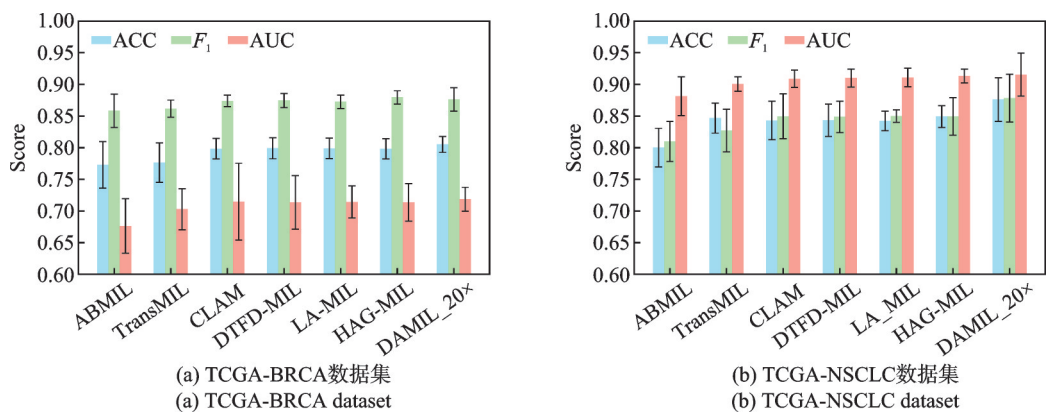 1.00
0.95
0.90
0.85
0.80
0.75
0.70
0.65
0.60
Score
ACC F₁ AUC
ABMIL
TransMIL
CLAM
DTFD-MIL
LA-MIL
HAG-MIL
DAMIL_20×
(a) TCGA-BRCA数据集
(a) TCGA-BRCA dataset
1.00
0.95
0.90
0.85
0.80
0.75
0.70
0.65
0.60
Score
ACC F₁ AUC
ABMIL
TransMIL
CLAM
DTFD-MIL
LA_MIL
HAG-MIL
DAMIL_20×
(b) TCGA-NSCLC数据集
(b) TCGA-NSCLC dataset